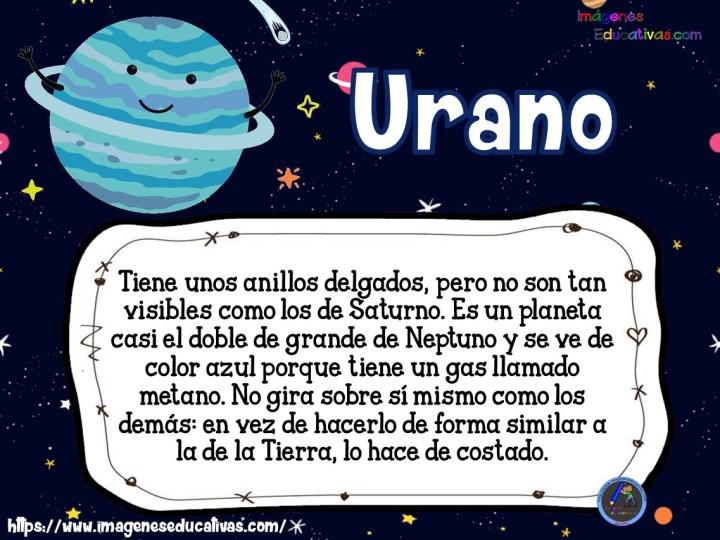 Imágenes
Educativas.com
Urano
Tiene unos anillos delgados, pero no son tan
visibles como los de Saturno. Es un planeta
casi el doble de grande de Neptuno y se ve de
color azul porque tiene un gas llamado
metano. No gira sobre sí mismo como los
demás: en vez de hacerlo de forma similar a
la de la Tierra, lo hace de costado.
https://www.imageneseducativas.com/